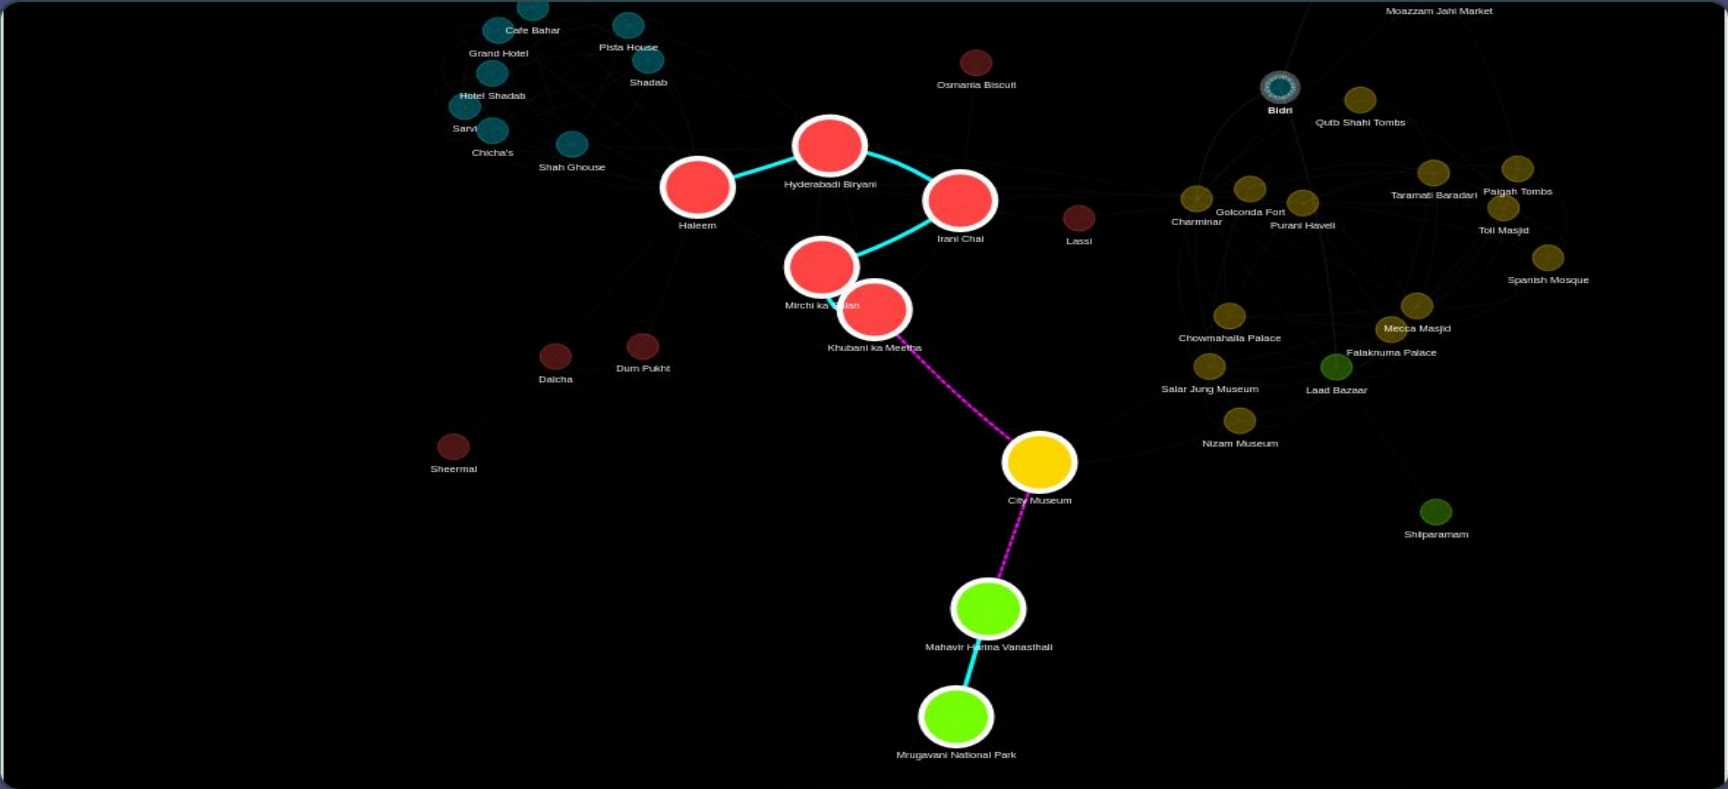 Moazzam Jahi Market
Cafe Bahar
Pista House
Grand Hotel
Shadab
Osmania Biscuit
Hotel Shadab
Bidri
Qutb Shahi Tombs
Sarvi
Chicha's
Shah Ghouse
Hyderabadi Biryani
Taramati Baradari
Paigah Tombs
Golconda Fort
Charminar
Purani Haveli
Haleem
Toli Masjid
Irani Chai
Lassi
Spanish Mosque
Mirchi ka Salan
Mecca Masjid
Chowmahalla Palace
Khubani ka Meetha
Falaknuma Palace
Dum Pukht
Dalcha
Salar Jung Museum
Laad Bazaar
Nizam Museum
Sheermal
City Museum
Shilparamam
Mahavir Harina Vanasthali
Mrugavani National Park